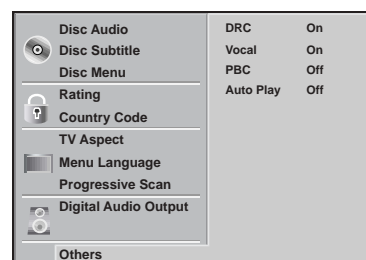 Disc Audio
Disc Subtitle
Disc Menu
Rating
Country Code
TV Aspect
Menu Language
Progressive Scan
Digital Audio Output
Others
DRC On
Vocal On
PBC Off
Auto Play Off